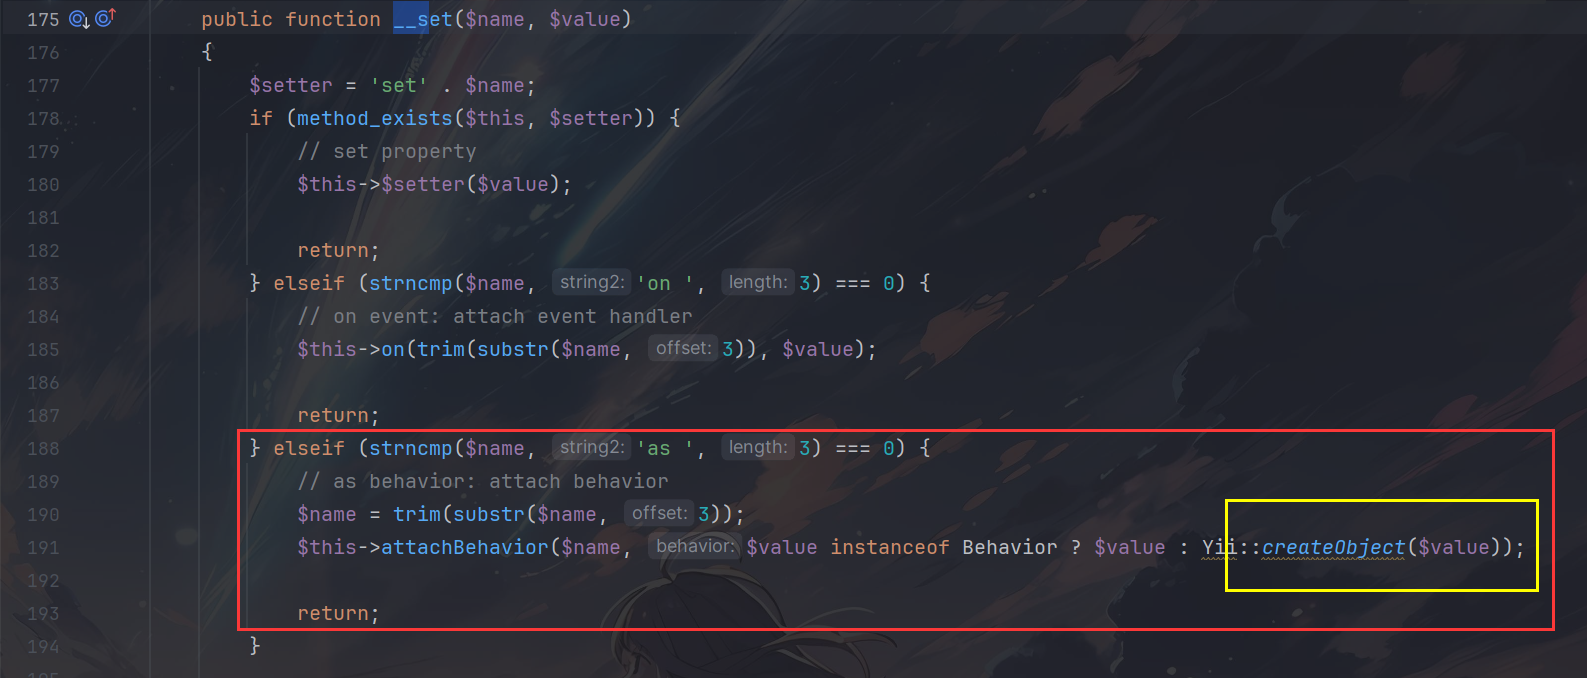 175 public function __set($name, $value)
176 {
177 $setter = 'set' . $name;
178 if (method_exists($this, $setter)) {
179 // set property
180 $this->$setter($value);
181
182 return;
183 } elseif (strncmp($name, string2: 'on ', length: 3) === 0) {
184 // on event: attach event handler
185 $this->on(trim(substr($name, offset: 3)), $value);
186
187 return;
188 } elseif (strncmp($name, string2: 'as ', length: 3) === 0) {
189 // as behavior: attach behavior
190 $name = trim(substr($name, offset: 3));
191 $this->attachBehavior($name, behavior: $value instanceof Behavior ? $value : Yii::createObject($value));
192
193 return;
194 }